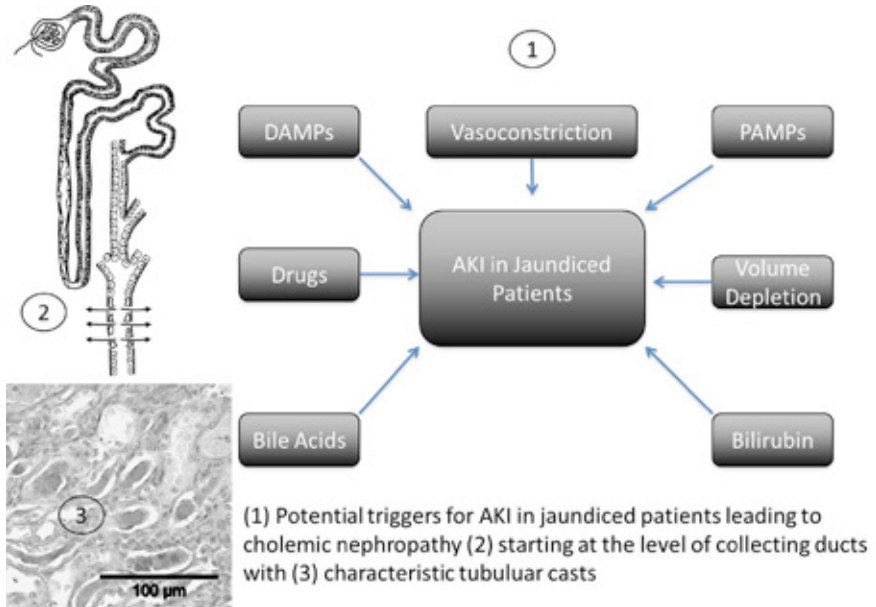 1
DAMPs
Vasoconstriction
PAMPs
Drugs
AKI in Jaundiced
Patients
Volume
Depletion
2
Bile Acids
Bilirubin
3
100 µm
(1) Potential triggers for AKI in jaundiced patients leading to
cholemic nephropathy (2) starting at the level of collecting ducts
with (3) characteristic tubuluar casts